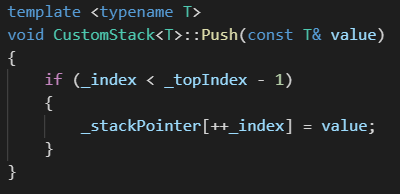 template <typename T>
void CustomStack<T>::Push(const T& value)
{
    if (_index < _topIndex - 1)
    {
        _stackPointer[++_index] = value;
    }
}